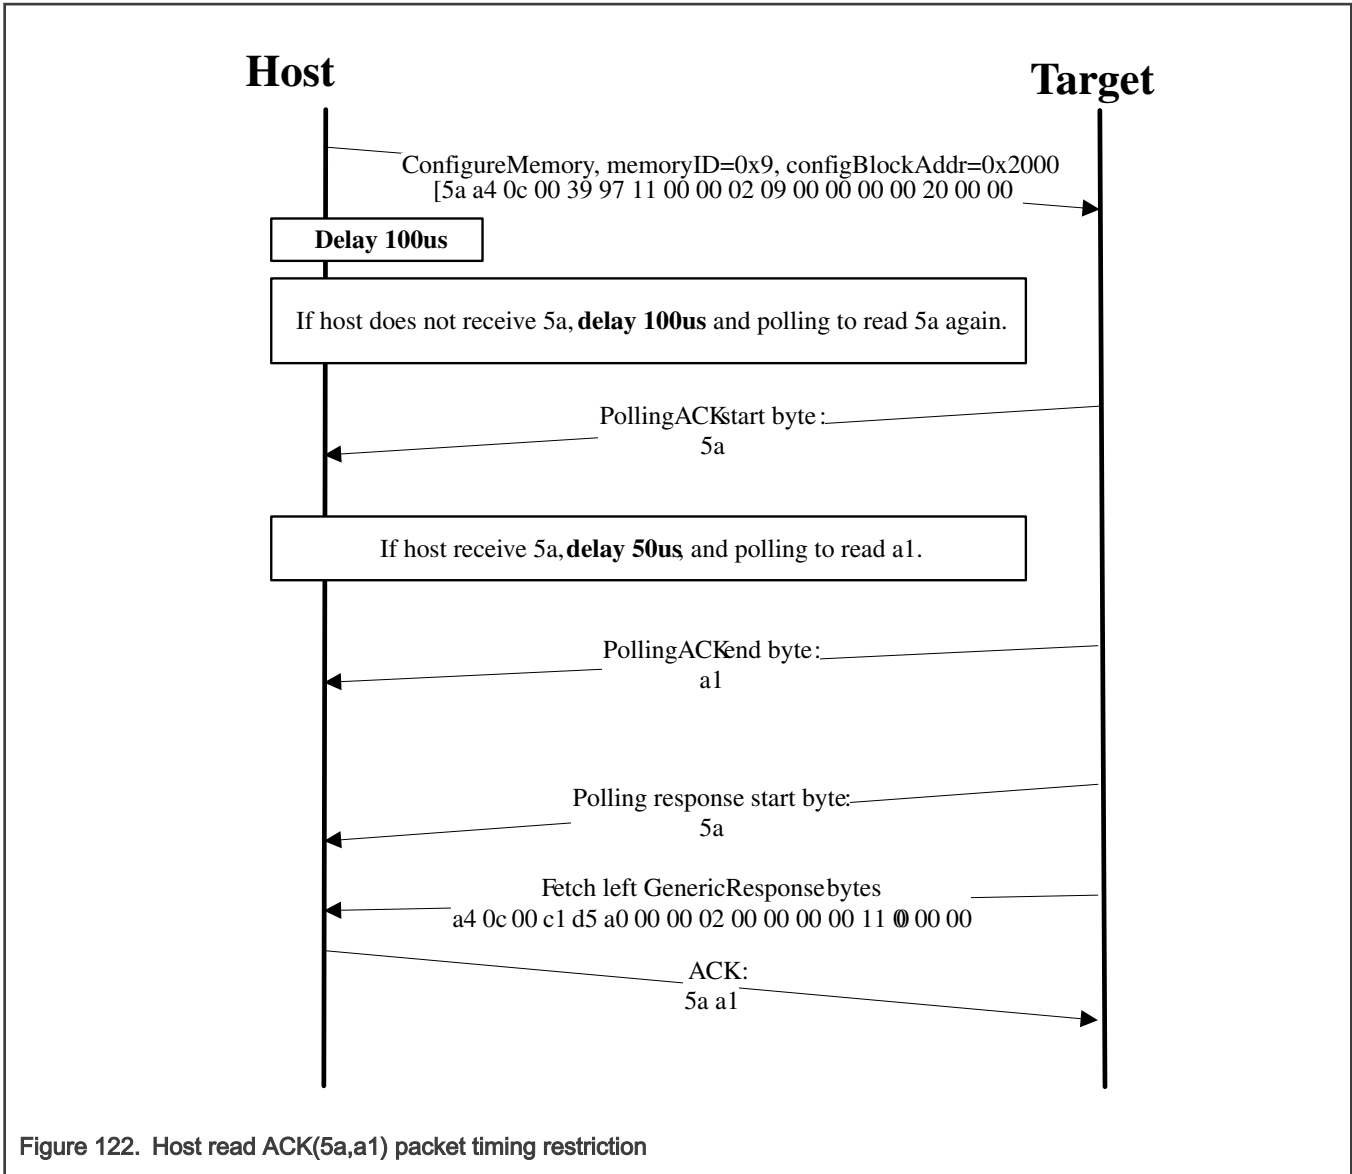 Host
Target
ConfigureMemory, memoryID=0x9, configBlockAddr=0x2000
[5a a4 0c 00 39 97 11 00 00 02 09 00 00 00 00 20 00 00
Delay 100us
If host does not receive 5a, delay 100us and polling to read 5a again.
PollingACK start byte:
5a
If host receive 5a, delay 50us, and polling to read a1.
PollingACK end byte:
a1
Polling response start byte:
5a
Fetch left GenericResponse bytes
a4 0c 00 c1 d5 a0 00 00 02 00 00 00 00 11 00 00 00
ACK:
5a a1
Figure 122. Host read ACK(5a,a1) packet timing restriction